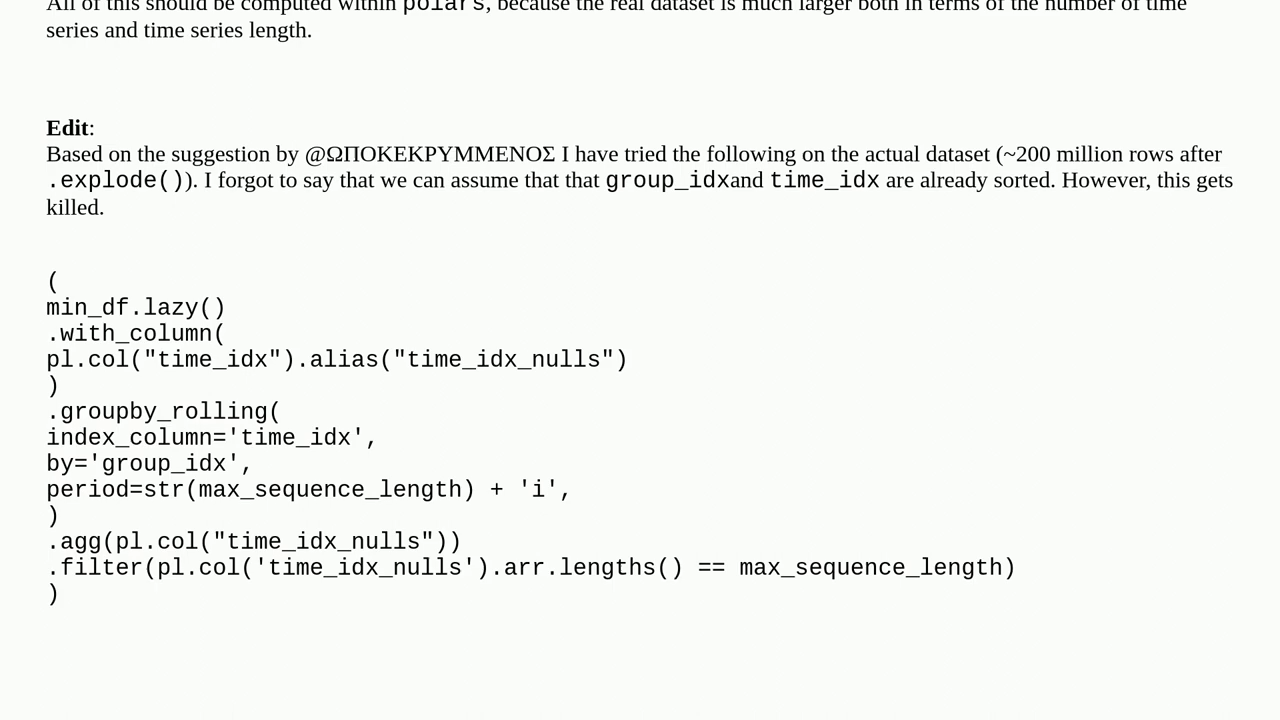 All of this should be computed within polars, because the real dataset is much larger both in terms of the number of time
series and time series length.
Edit:
Based on the suggestion by @ΩΠΟΚΕΚΡΥΜΜΕΝΟΣ I have tried the following on the actual dataset (~200 million rows after
.explode()). I forgot to say that we can assume that that group_idxand time_idx are already sorted. However, this gets
killed.
(
min_df.lazy()
.with_column(
pl.col("time_idx").alias("time_idx_nulls")
)
.groupby_rolling(
index_column='time_idx',
by='group_idx',
period=str(max_sequence_length) + 'i',
)
.agg(pl.col("time_idx_nulls"))
.filter(pl.col('time_idx_nulls').arr.lengths() == max_sequence_length)
)